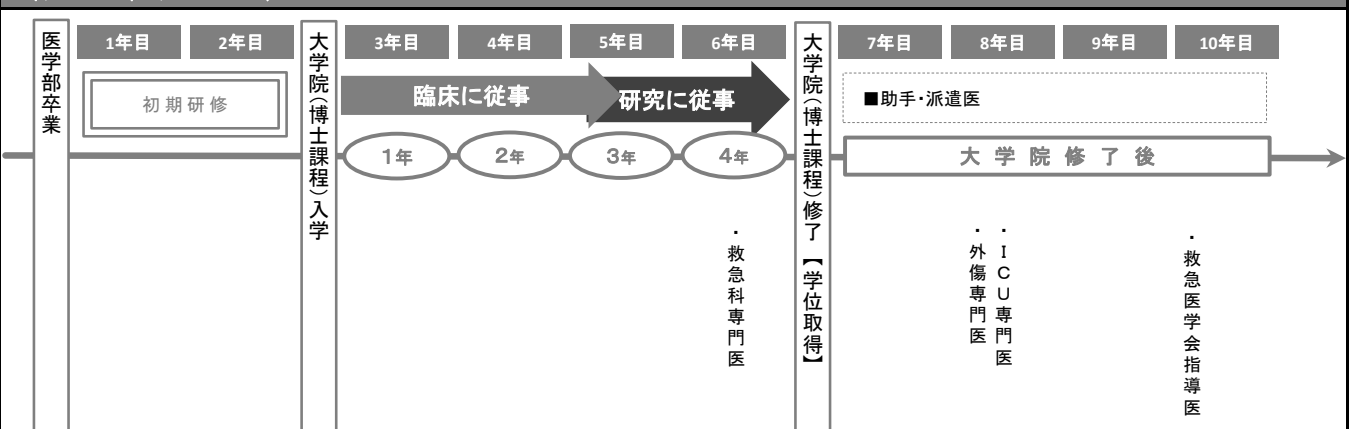 医学部卒業
1年目
2年目
初期研修
大学院（博士課程）入学
3年目
4年目
5年目
6年目
臨床に従事
研究に従事
1年
2年
3年
4年
・救急科専門医
大学院（博士課程）修了【学位取得】
7年目
8年目
9年目
10年目
■助手・派遣医
大学院修了後
・ICU専門医
・外傷専門医
・救急医学会指導医